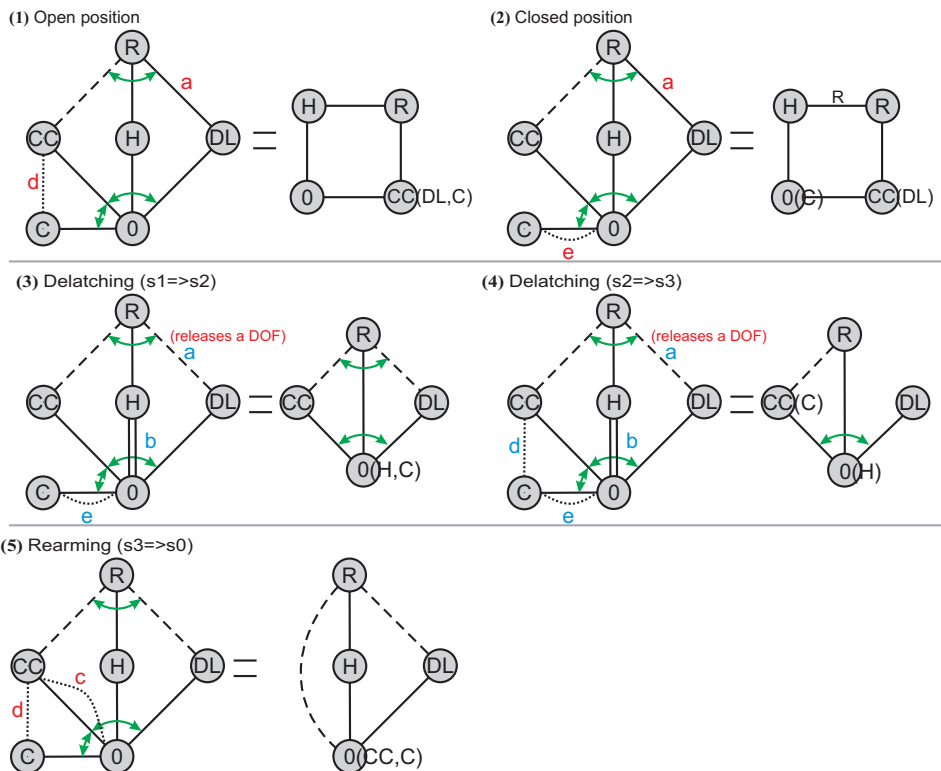 (1) Open position
(2) Closed position
R
a
CC
H
DL
d
C
0
H
R
0
CC(DL,C)
R
a
CC
H
DL
C
0
e
H
R
R
0(C)
CC(DL)
(3) Delatching (s1=>s2)
(4) Delatching (s2=>s3)
R
(releases a DOF)
a
CC
H
DL
b
C
0
e
R
CC
DL
0(H,C)
R
(releases a DOF)
a
CC
H
DL
d
b
C
0
e
R
CC(C)
DL
0(H)
(5) Rearming (s3=>s0)
R
CC
c
H
DL
d
C
0
R
H
DL
0(CC,C)